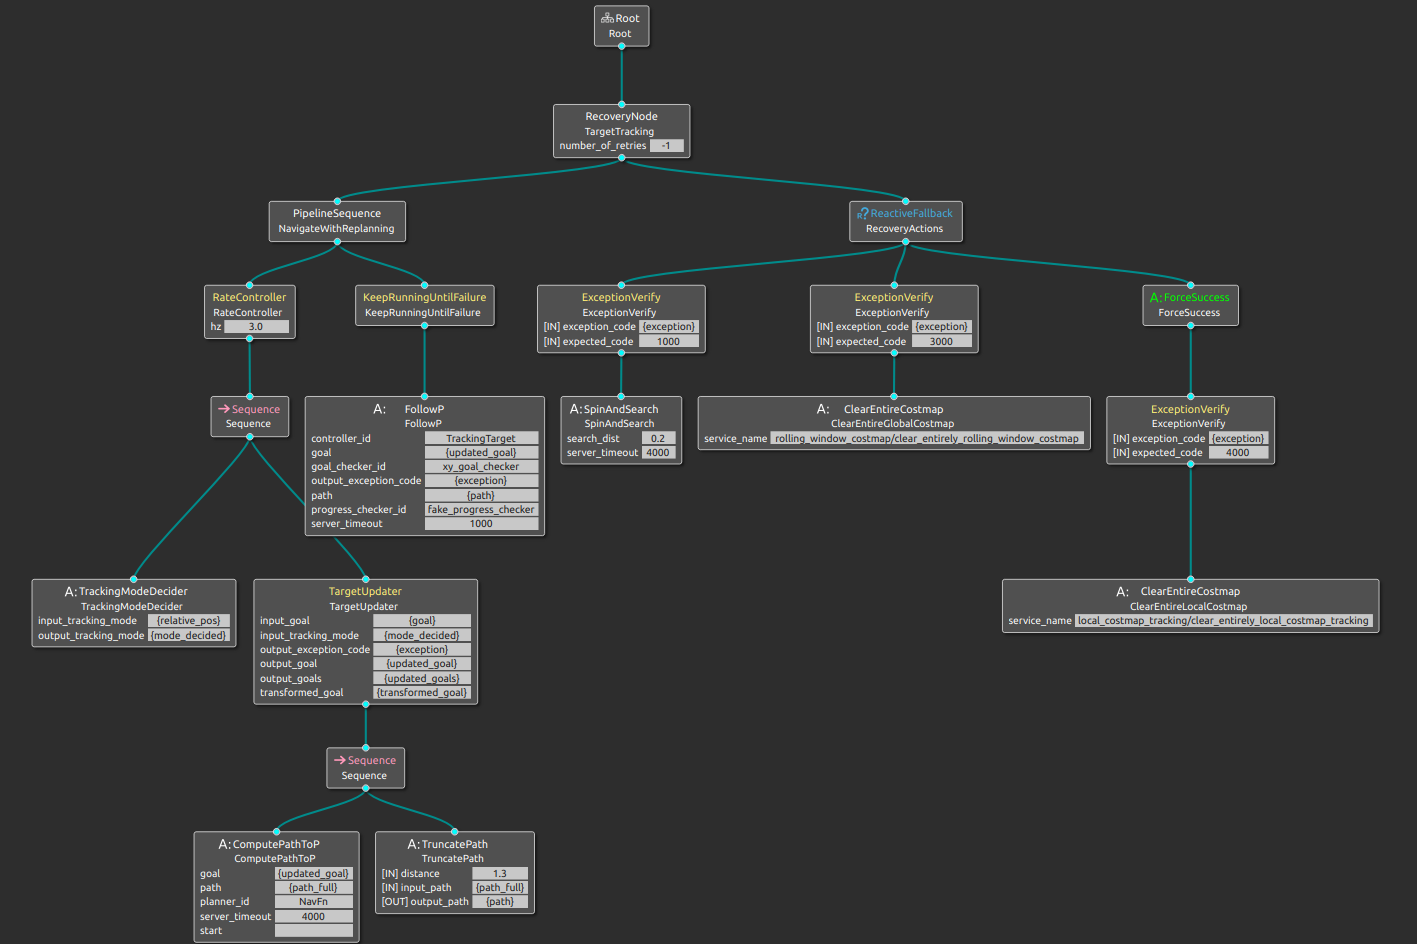 Root
Root
RecoveryNode
TargetTracking
number_of_retries -1
PipelineSequence
NavigateWithReplanning
R? ReactiveFallback
RecoveryActions
RateController
RateController
hz 3.0
KeepRunningUntilFailure
KeepRunningUntilFailure
ExceptionVerify
ExceptionVerify
[IN] exception_code {exception}
[IN] expected_code 1000
ExceptionVerify
ExceptionVerify
[IN] exception_code {exception}
[IN] expected_code 3000
A: ForceSuccess
ForceSuccess
Sequence
Sequence
A: FollowP
FollowP
controller_id TrackingTarget
goal {updated_goal}
goal_checker_id xy_goal_checker
output_exception_code {exception}
path {path}
progress_checker_id fake_progress_checker
server_timeout 1000
A: SpinAndSearch
SpinAndSearch
search_dist 0.2
server_timeout 4000
A: ClearEntireCostmap
ClearEntireGlobalCostmap
service_name rolling_window_costmap/clear_entirely_rolling_window_costmap
ExceptionVerify
ExceptionVerify
[IN] exception_code {exception}
[IN] expected_code 4000
A: TrackingModeDecider
TrackingModeDecider
input_tracking_mode {relative_pos}
output_tracking_mode {mode_decided}
TargetUpdater
TargetUpdater
input_goal {goal}
input_tracking_mode {mode_decided}
output_exception_code {exception}
output_goal {updated_goal}
output_goals {updated_goals}
transformed_goal {transformed_goal}
A: ClearEntireCostmap
ClearEntireLocalCostmap
service_name local_costmap_tracking/clear_entirely_local_costmap_tracking
Sequence
Sequence
A: ComputePathToP
ComputePathToP
goal {updated_goal}
path {path_full}
planner_id NavFn
server_timeout 4000
start
A: TruncatePath
TruncatePath
[IN] distance 1.3
[IN] input_path {path_full}
[OUT] output_path {path}